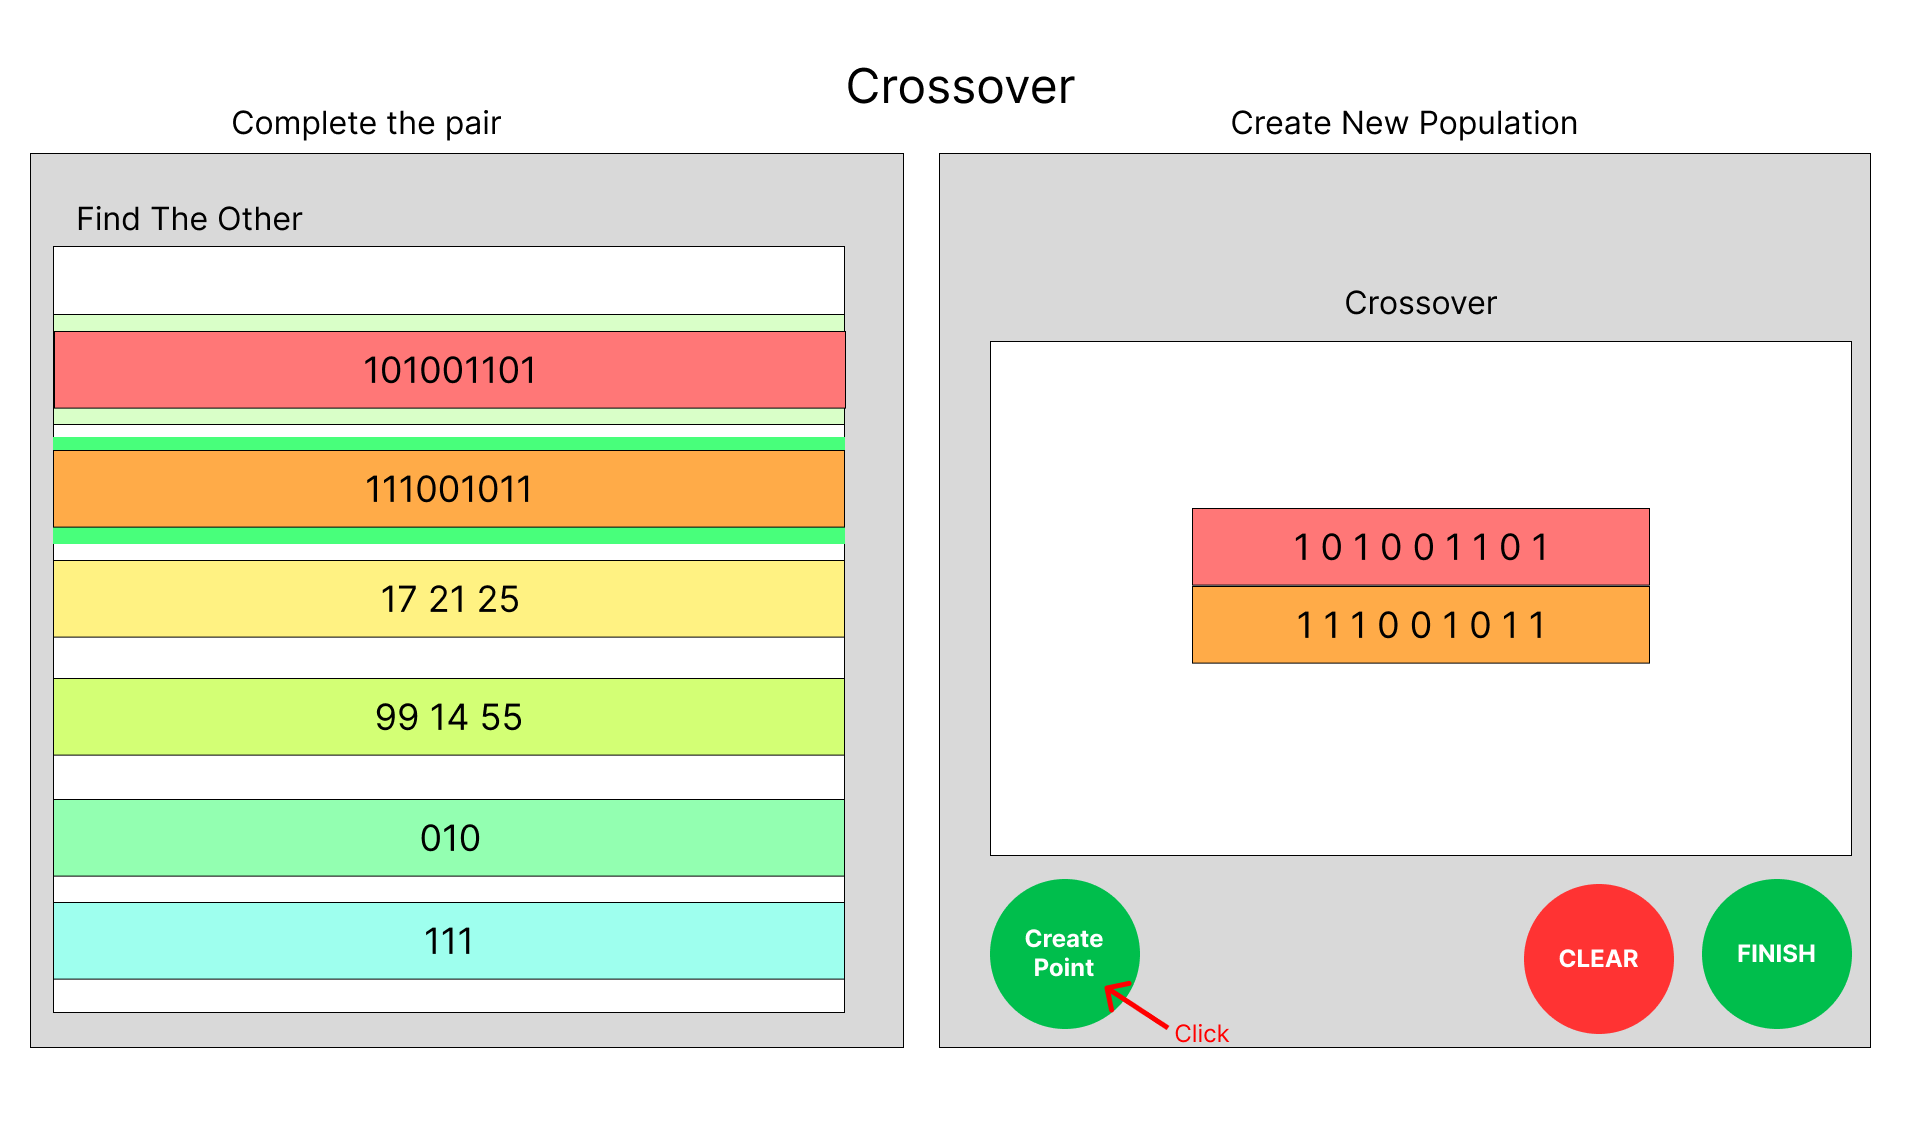 Crossover
Complete the pair
Create New Population
Find The Other
101001101
111001011
17 21 25
99 14 55
010
111
Crossover
1 0 1 0 0 1 1 0 1
1 1 1 0 0 1 0 1 1
Create
Point
Click
CLEAR
FINISH